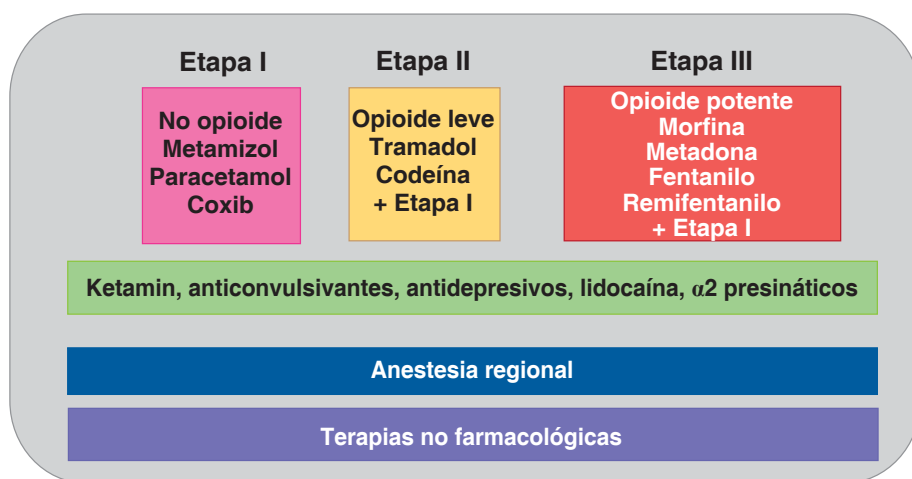 Etapa I
No opioide
Metamizol
Paracetamol
Coxib
Etapa II
Opioide leve
Tramadol
Codeína
+ Etapa I
Etapa III
Opioide potente
Morfina
Metadona
Fentanilo
Remifentanilo
+ Etapa I
Ketamin, anticonvulsivantes, antidepresivos, lidocaína, α2 presináticos
Anestesia regional
Terapias no farmacológicas